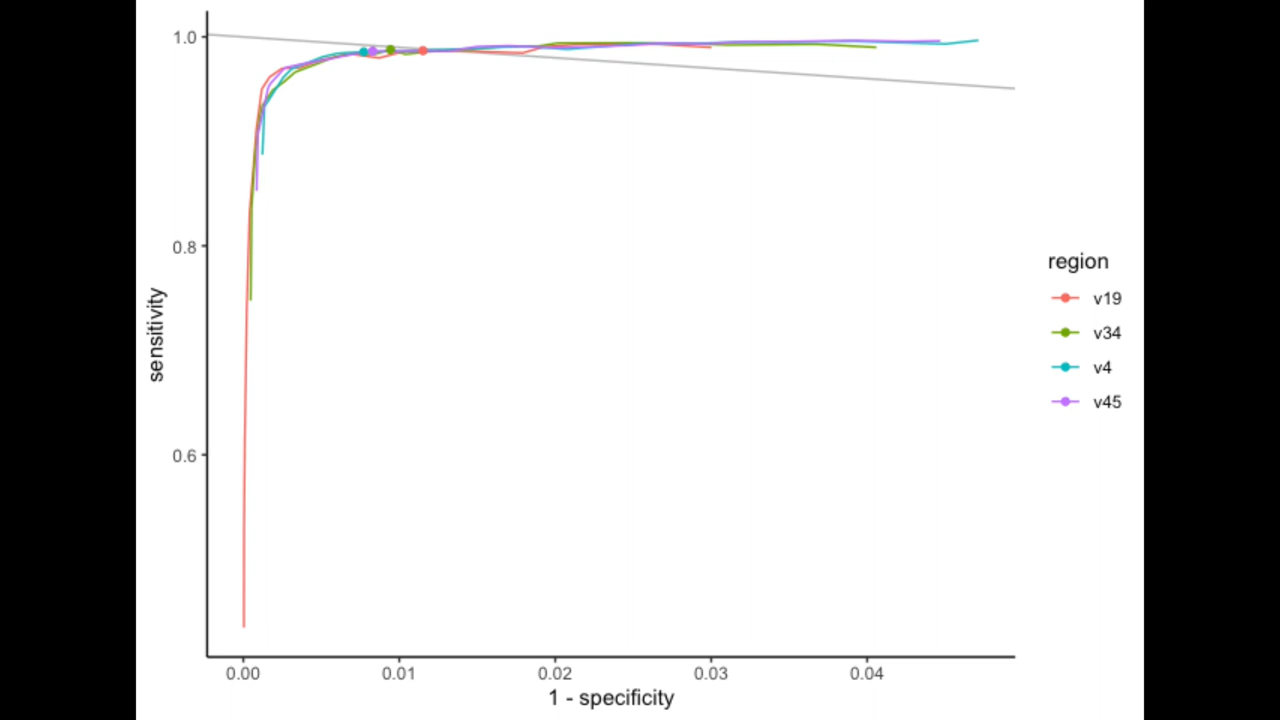 1.0
0.8
0.6
sensitivity
0.00 0.01 0.02 0.03 0.04
1 - specificity
region
v19
v34
v4
v45